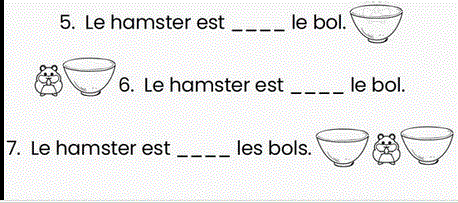 5. Le hamster est ____ le bol.
6. Le hamster est ____ le bol.
7. Le hamster est ____ les bols.